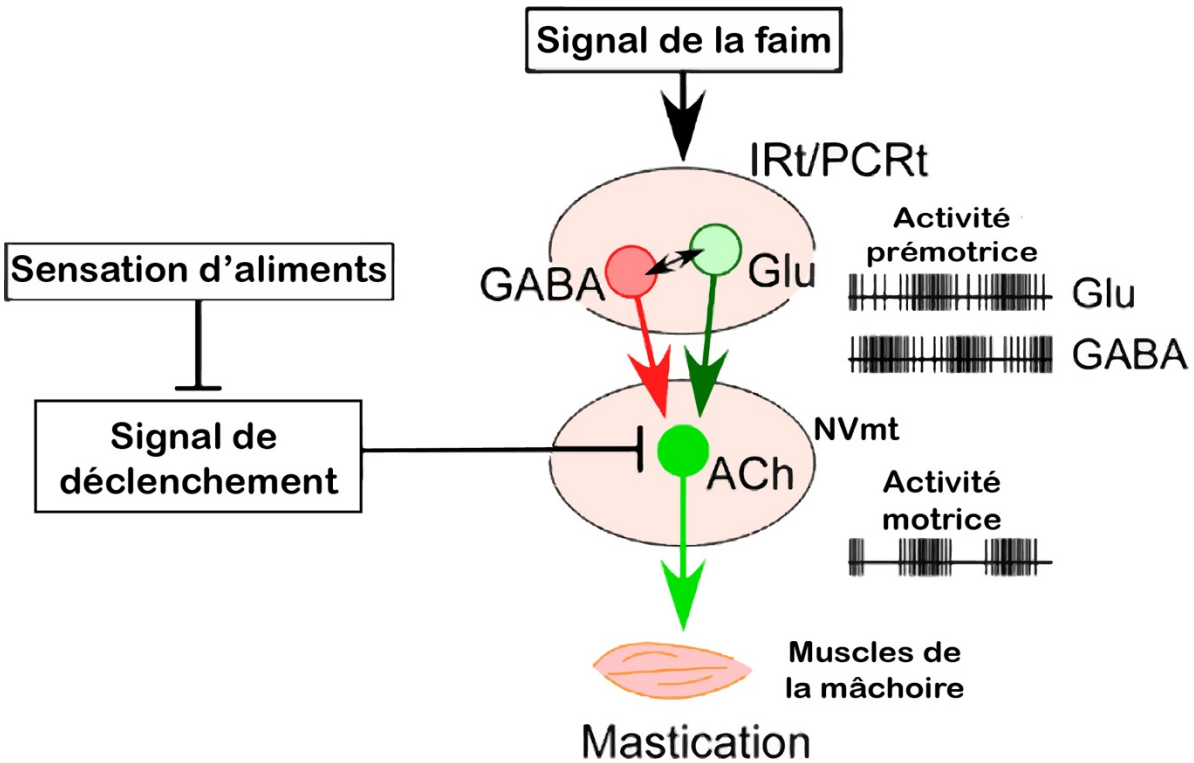 Signal de la faim
IRt/PCRt
Activité
prémotrice
Sensation d'aliments
GABA
Glu
Glu
GABA
Signal de
déclenchement
NVmt
ACh
Activité
motrice
Muscles de
la mâchoire
Mastication